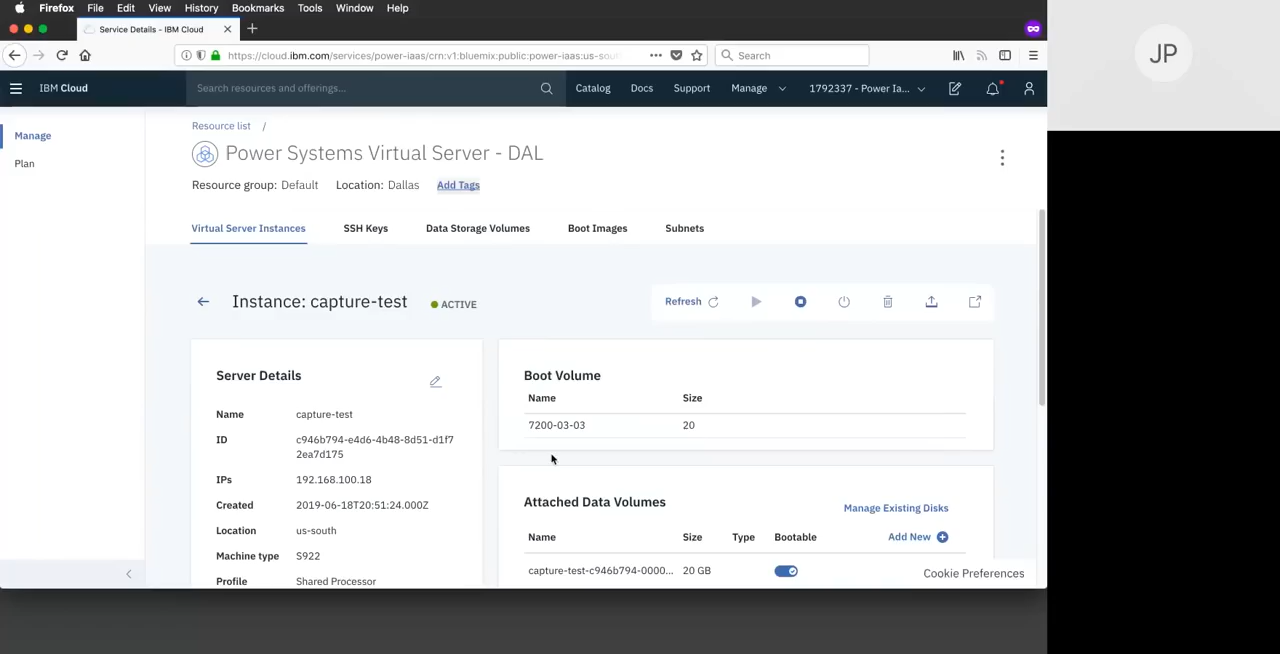 Firefox File Edit View History Bookmarks Tools Window Help
Service Details - IBM Cloud
https://cloud.ibm.com/services/power-iaas/crn:v1:bluemix:public:power-iaas:us-sou
Search
IBM Cloud
Search resources and offerings...
Catalog Docs Support Manage 1792337 - Power Ia...
JP
Manage
Plan
Resource list /
Power Systems Virtual Server - DAL
Resource group: Default Location: Dallas Add Tags
Virtual Server Instances SSH Keys Data Storage Volumes Boot Images Subnets
Instance: capture-test ACTIVE
Refresh
Server Details
Name capture-test
ID c946b794-e4d6-4b48-8d51-d1f7
2ea7d175
IPs 192.168.100.18
Created 2019-06-18T20:51:24.000Z
Location us-south
Machine type S922
Profile Shared Processor
Boot Volume
Name Size
7200-03-03 20
Attached Data Volumes
Manage Existing Disks
Name Size Type Bootable Add New
capture-test-c946b794-0000... 20 GB
Cookie Preferences